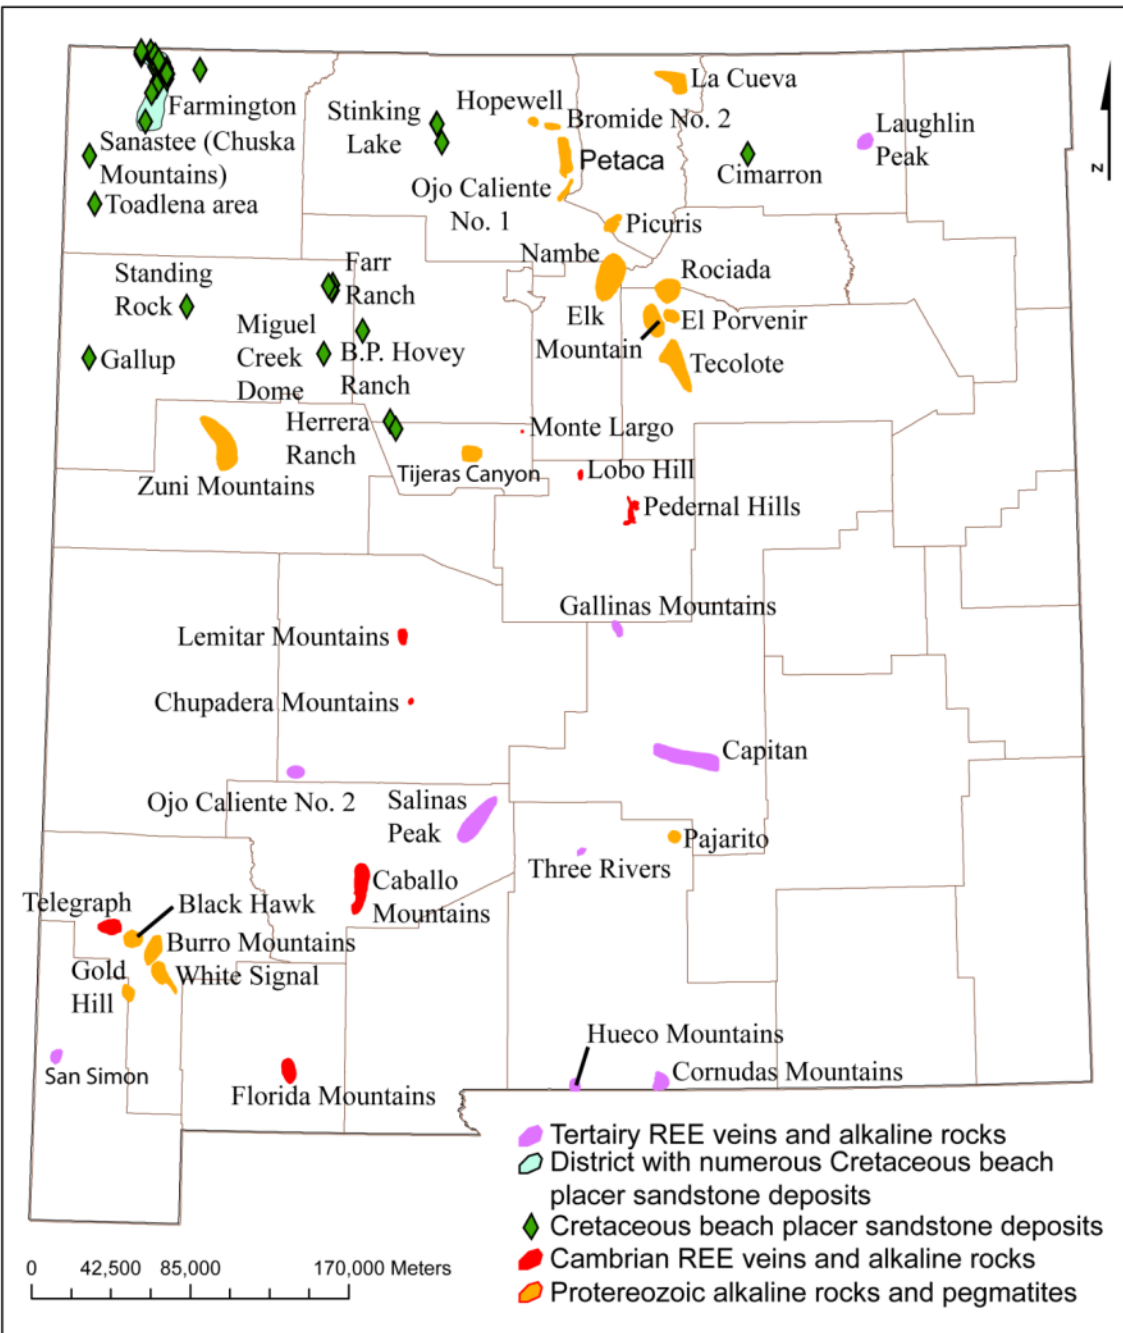 La Cueva
Hopewell
Stinking
Lake
Bromide No. 2
Farmington
Laughlin
Peak
Sanastee (Chuska
Mountains)
Petaca
Cimarron
z
Ojo Caliente
No. 1
Toadlena area
Picuris
Nambe
Farr
Ranch
Standing
Rock
Rociada
Elk
Mountain
El Porvenir
Miguel
Creek
Dome
B.P. Hovey
Ranch
Gallup
Tecolote
Herrera
Ranch
Monte Largo
Tijeras Canyon
Lobo Hill
Zuni Mountains
Pedernal Hills
Gallinas Mountains
Lemitar Mountains
Chupadera Mountains
Capitan
Ojo Caliente No. 2
Salinas
Peak
Pajarito
Three Rivers
Caballo
Mountains
Telegraph
Black Hawk
Burro Mountains
White Signal
Gold
Hill
Hueco Mountains
San Simon
Cornudas Mountains
Florida Mountains
Tertairy REE veins and alkaline rocks
District with numerous Cretaceous beach
placer sandstone deposits
Cretaceous beach placer sandstone deposits
Cambrian REE veins and alkaline rocks
Protereozoic alkaline rocks and pegmatites
0 42,500 85,000 170,000 Meters